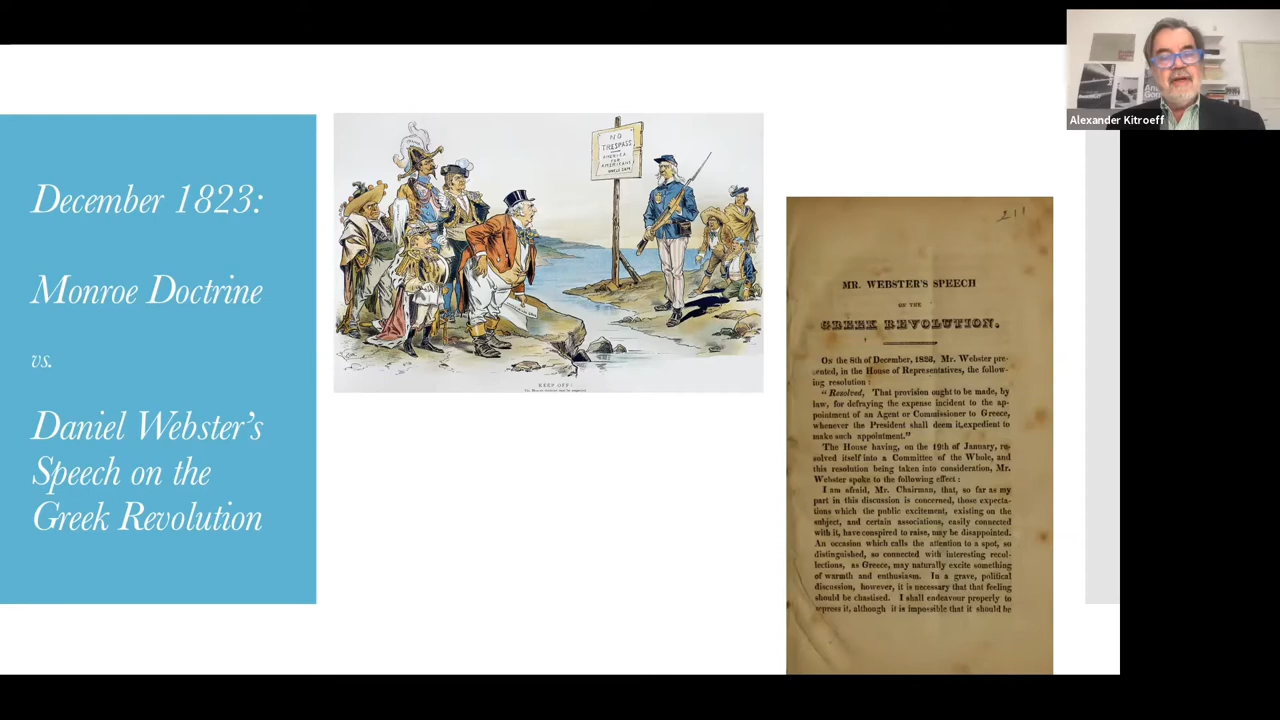 December 1823:
Monroe Doctrine
vs.
Daniel Webster's
Speech on the
Greek Revolution
NO
TRESPASS
AMERICA
FOR
AMERICANS
UNCLE SAM
KEEP OFF!
211
MR. WEBSTER'S SPEECH
ON THE
GREEK REVOLUTION.
On the 8th of December, 1823, Mr. Webster pre-
sented, in the House of Representatives, the follow-
ing resolution:
"Resolved, That provision ought to be made, by
law, for defraying the expense incident to the ap-
pointment of an Agent or Commissioner to Greece,
whenever the President shall deem it expedient to
make such appointment."
The House having, on the 19th of January, re-
solved itself into a Committee of the Whole, and
this resolution being taken into consideration, Mr.
Webster spoke to the following effect:
I am afraid, Mr. Chairman, that, so far as my
part in this discussion is concerned, those expecta-
tions which the public excitement, existing on the
subject, and certain associations, easily connected
with it, have conspired to raise, may be disappointed.
An occasion which calls the attention to a spot, so
distinguished, so connected with interesting recol-
lections, as Greece, may naturally excite something
of warmth and enthusiasm. In a grave, political
discussion, however, it is necessary that that feeling
should be chastised. I shall endeavour properly to
repress it, although it is impossible that it should be
Alexander Kitroeff